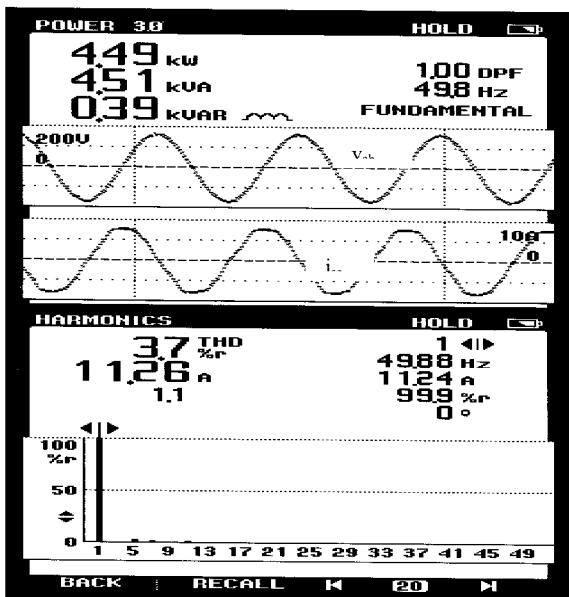 POWER 3Ø HOLD
4.49 kW
4.51 kVA
0.39 kVAR
1.00 DPF
49.8 Hz
FUNDAMENTAL
200V
0
10A
0
HARMONICS HOLD
3.7 THD %r
11.26 A
1.1
1
49.88 Hz
11.24 A
99.9 %r
0 °
100
%r
50
0
1 5 9 13 17 21 25 29 33 37 41 45 49
BACK RECALL 20